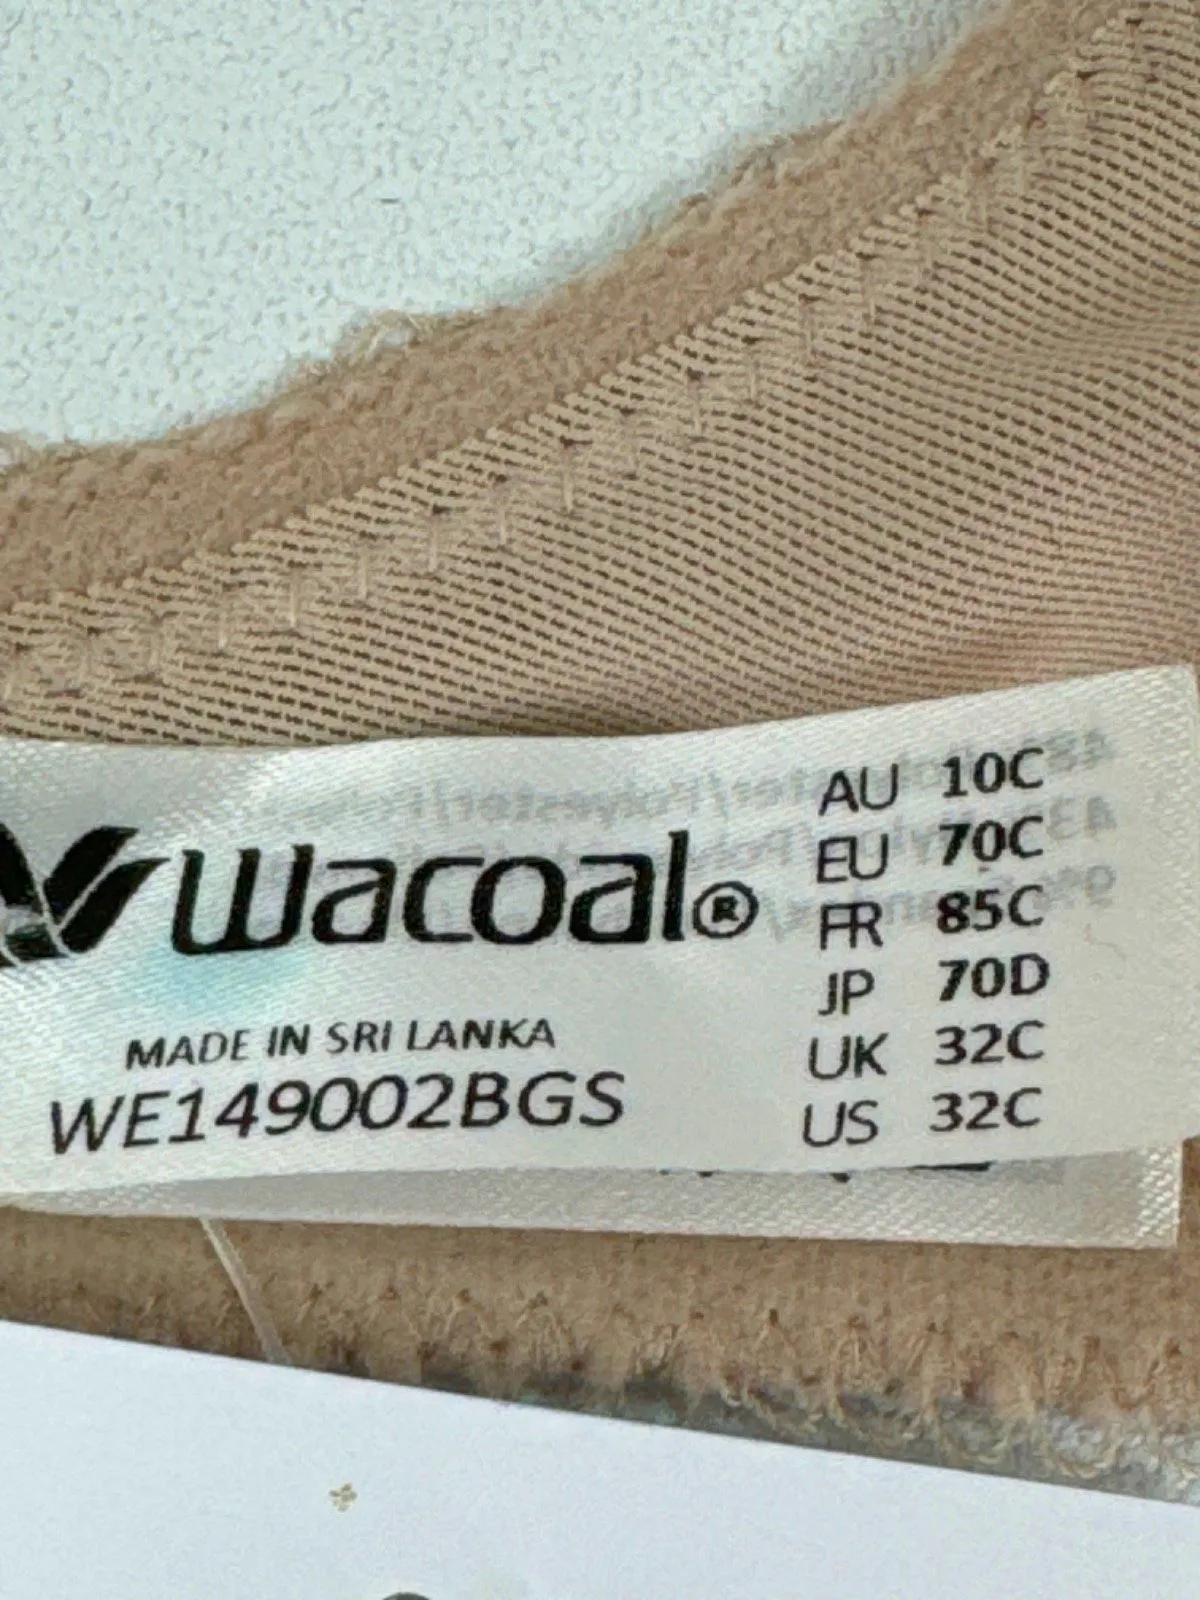 wacoal®
MADE IN SRI LANKA
WE149002BGS
AU 10C
EU 70C
FR 85C
JP 70D
UK 32C
US 32C